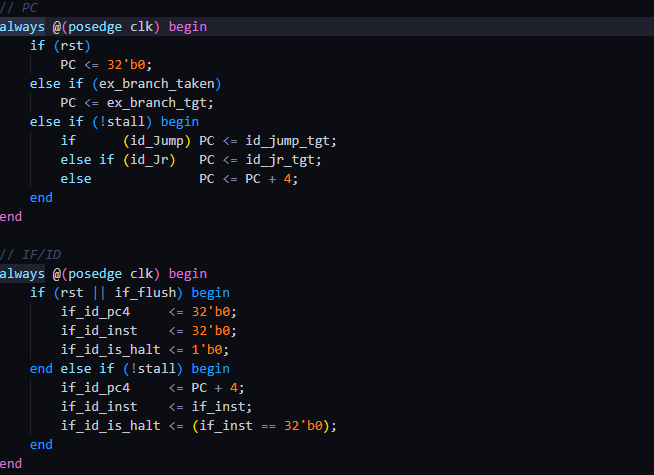 // PC
always @(posedge clk) begin
    if (rst)
        PC <= 32'b0;
    else if (ex_branch_taken)
        PC <= ex_branch_tgt;
    else if (!stall) begin
        if      (id_Jump) PC <= id_jump_tgt;
        else if (id_Jr)   PC <= id_jr_tgt;
        else              PC <= PC + 4;
    end
end

// IF/ID
always @(posedge clk) begin
    if (rst || if_flush) begin
        if_id_pc4     <= 32'b0;
        if_id_inst    <= 32'b0;
        if_id_is_halt <= 1'b0;
    end else if (!stall) begin
        if_id_pc4     <= PC + 4;
        if_id_inst    <= if_inst;
        if_id_is_halt <= (if_inst == 32'b0);
    end
end